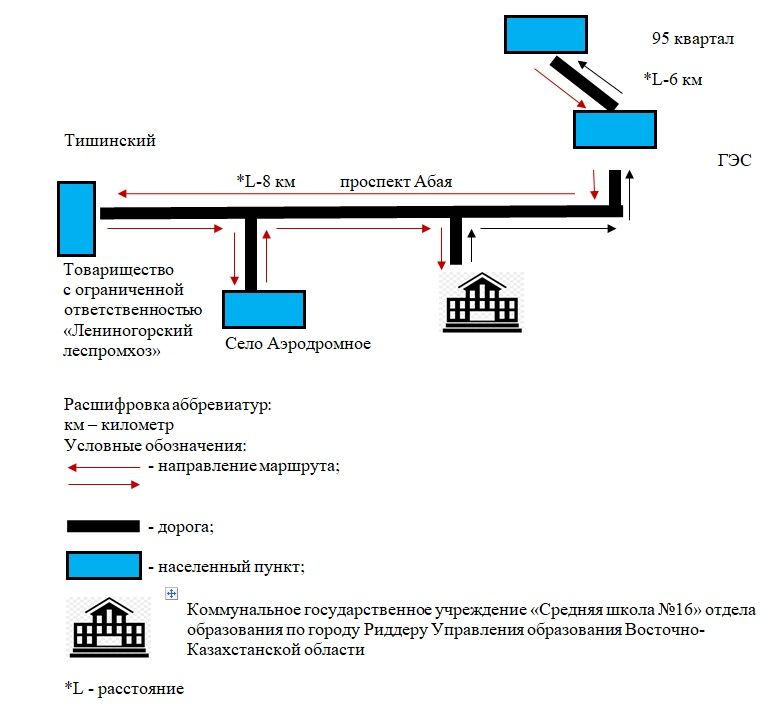 95 квартал
*L-6 км
Тишинский
ГЭС
*L-8 км проспект Абая
Товарищество
с ограниченной
ответственностью
«Лениногорский
леспромхоз»
Село Аэродромное
Расшифровка аббревиатур:
км – километр
Условные обозначения:
- направление маршрута;
- дорога;
- населенный пункт;
Коммунальное государственное учреждение «Средняя школа №16» отдела
образования по городу Риддеру Управления образования Восточно-
Казахстанской области
*L - расстояние